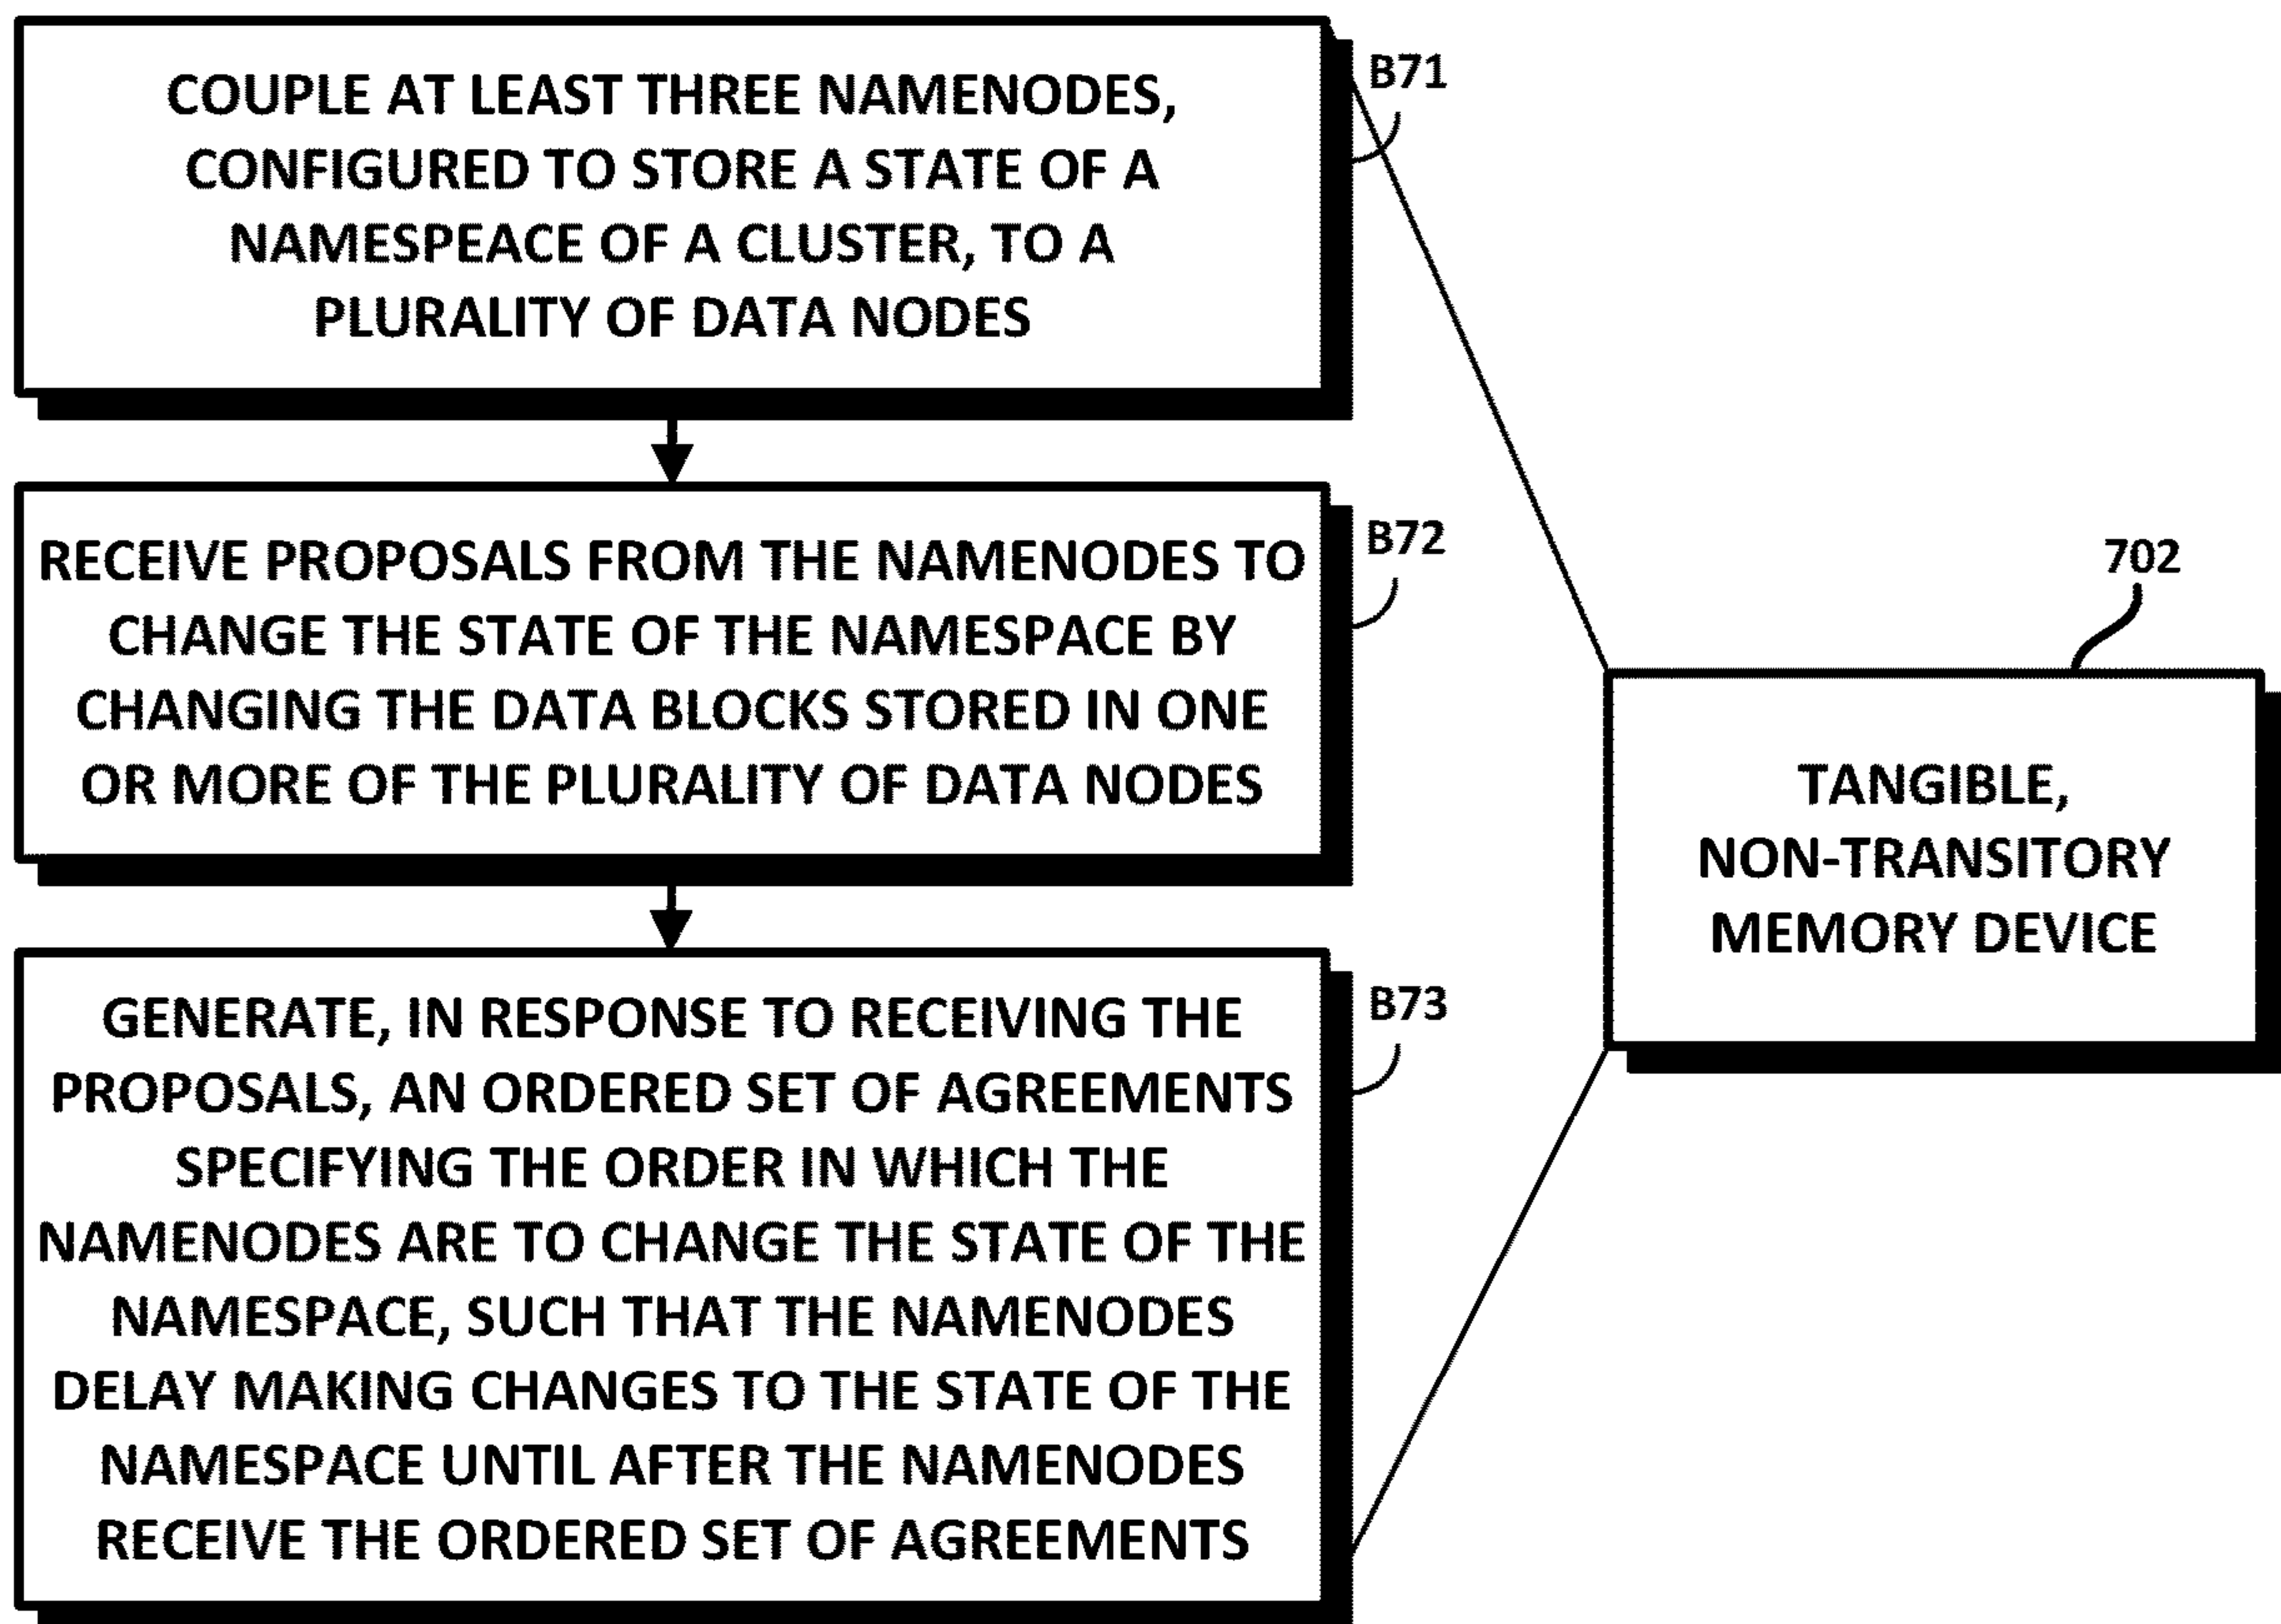 COUPLE AT LEAST THREE NAMENODES,
CONFIGURED TO STORE A STATE OF A
NAMESPEACE OF A CLUSTER, TO A
PLURALITY OF DATA NODES
B71
RECEIVE PROPOSALS FROM THE NAMENODES TO
CHANGE THE STATE OF THE NAMESPACE BY
CHANGING THE DATA BLOCKS STORED IN ONE
OR MORE OF THE PLURALITY OF DATA NODES
B72
GENERATE, IN RESPONSE TO RECEIVING THE
PROPOSALS, AN ORDERED SET OF AGREEMENTS
SPECIFYING THE ORDER IN WHICH THE
NAMENODES ARE TO CHANGE THE STATE OF THE
NAMESPACE, SUCH THAT THE NAMENODES
DELAY MAKING CHANGES TO THE STATE OF THE
NAMESPACE UNTIL AFTER THE NAMENODES
RECEIVE THE ORDERED SET OF AGREEMENTS
B73
702
TANGIBLE,
NON-TRANSITORY
MEMORY DEVICE